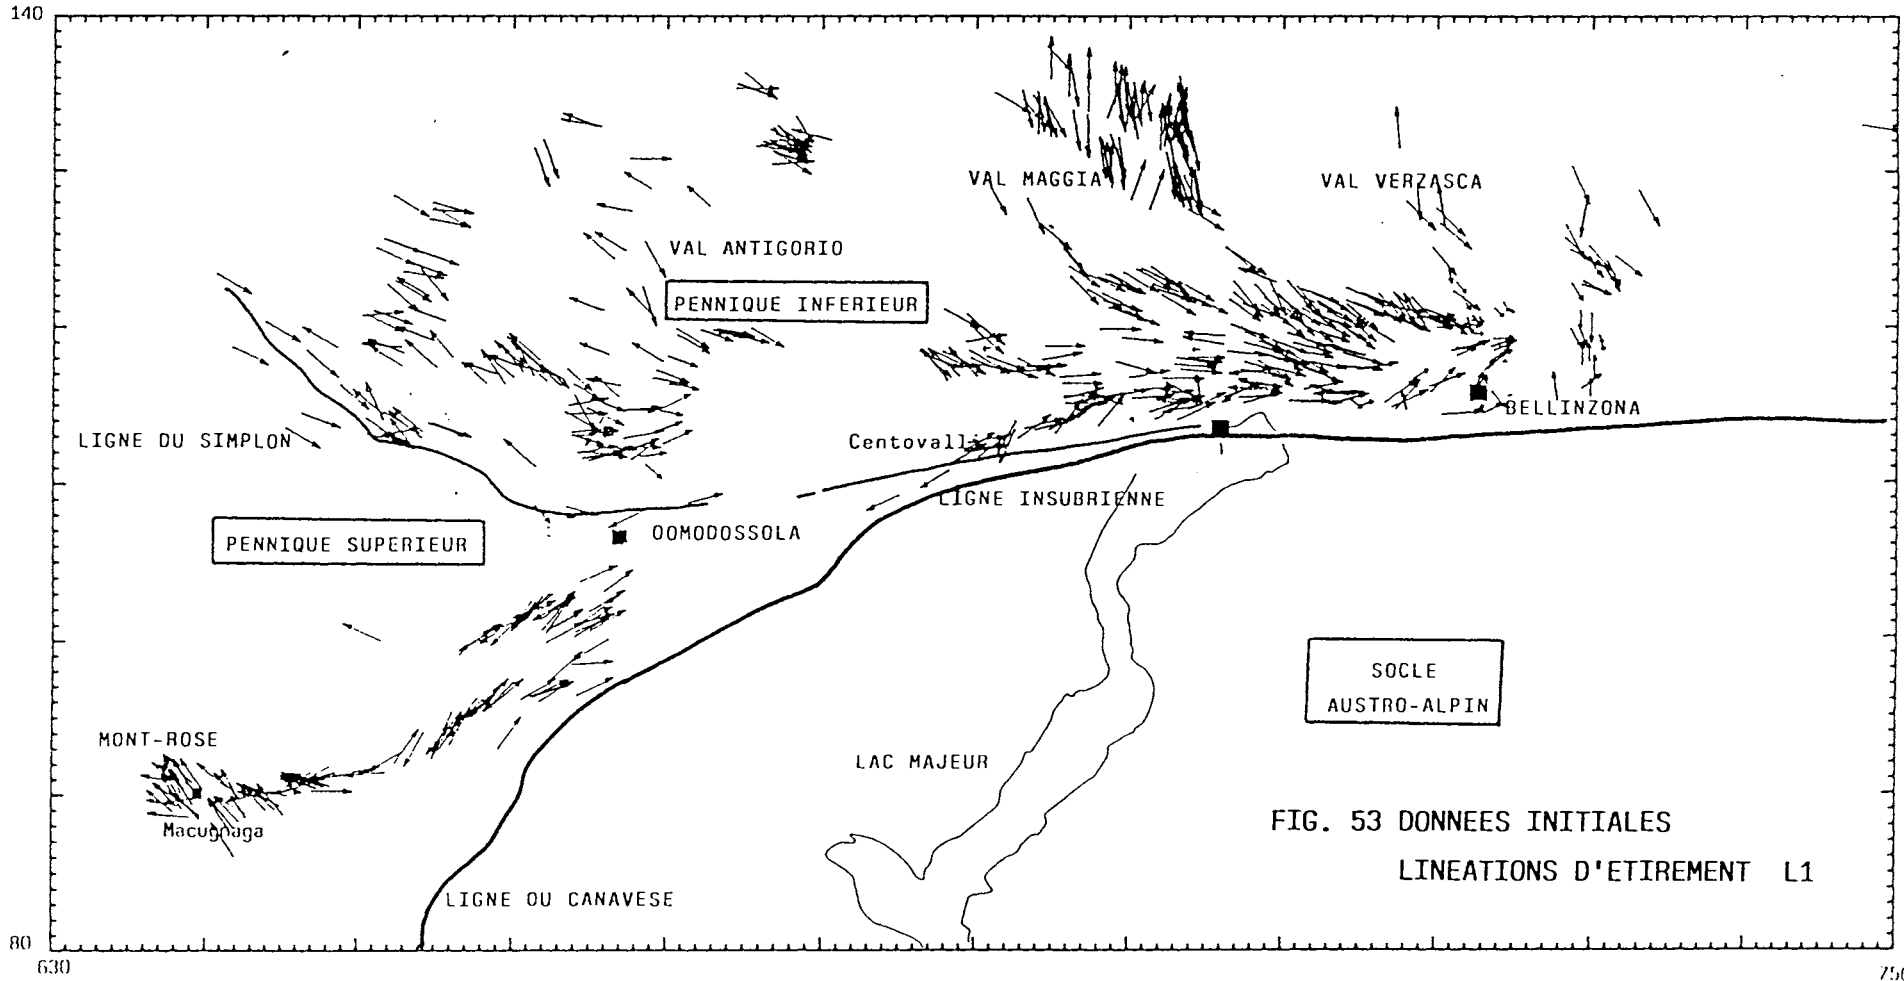 140
VAL MAGGIA
VAL VERZASCA
VAL ANTIGORIO
PENNIQUE INFERIEUR
BELLINZONA
LIGNE DU SIMPLON
Centovalli
LIGNE INSUBRIENNE
OOMODOSSOLA
PENNIQUE SUPERIEUR
SOCLE
AUSTRO-ALPIN
MONT-ROSE
LAC MAJEUR
Macugnaga
FIG. 53 DONNEES INITIALES
LINEATIONS D'ETIREMENT L1
LIGNE OU CANAVESE
80
630